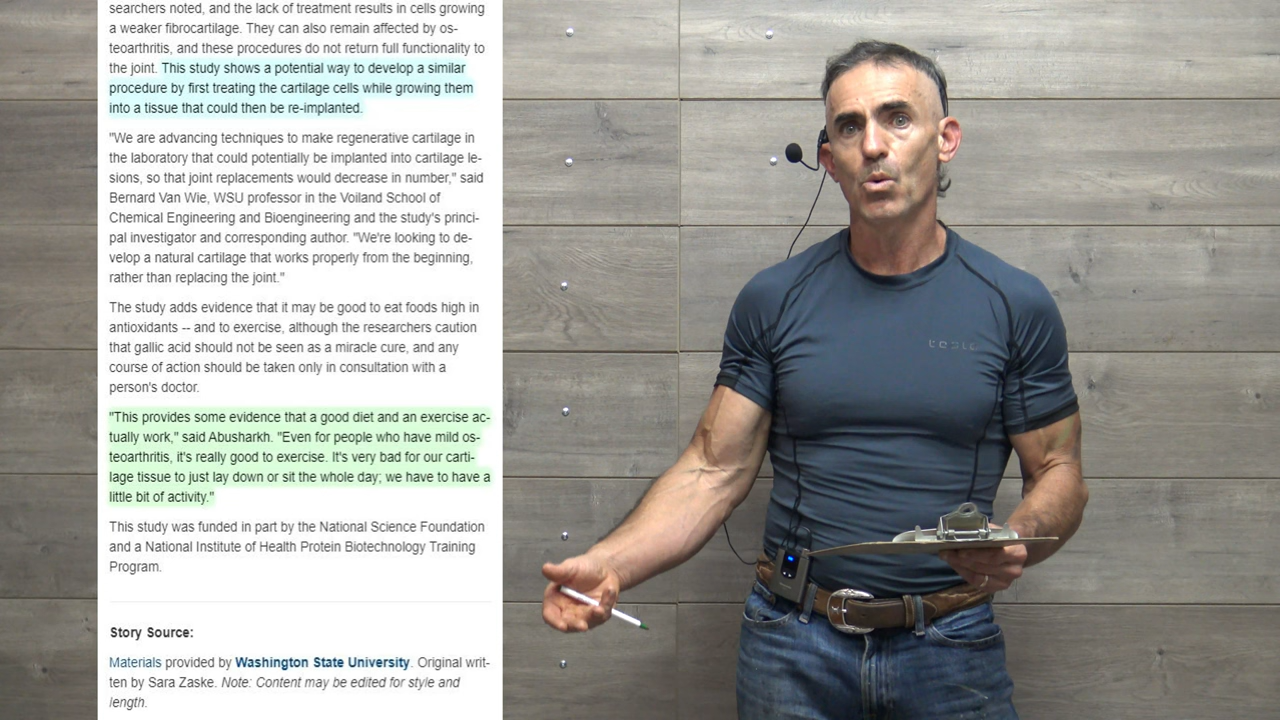 searchers noted, and the lack of treatment results in cells growing
a weaker fibrocartilage. They can also remain affected by os-
teoarthritis, and these procedures do not return full functionality to
the joint. This study shows a potential way to develop a similar
procedure by first treating the cartilage cells while growing them
into a tissue that could then be re-implanted.
"We are advancing techniques to make regenerative cartilage in
the laboratory that could potentially be implanted into cartilage le-
sions, so that joint replacements would decrease in number," said
Bernard Van Wie, WSU professor in the Voiland School of
Chemical Engineering and Bioengineering and the study's princi-
pal investigator and corresponding author. "We're looking to de-
velop a natural cartilage that works properly from the beginning,
rather than replacing the joint."
The study adds evidence that it may be good to eat foods high in
antioxidants -- and to exercise, although the researchers caution
that gallic acid should not be seen as a miracle cure, and any
course of action should be taken only in consultation with a
person's doctor.
"This provides some evidence that a good diet and an exercise ac-
tually work," said Abusharkh. "Even for people who have mild os-
teoarthritis, it's really good to exercise. It's very bad for our carti-
lage tissue to just lay down or sit the whole day; we have to have a
little bit of activity."
This study was funded in part by the National Science Foundation
and a National Institute of Health Protein Biotechnology Training
Program.
Story Source:
Materials provided by Washington State University. Original writ-
ten by Sara Zaske. Note: Content may be edited for style and
length.